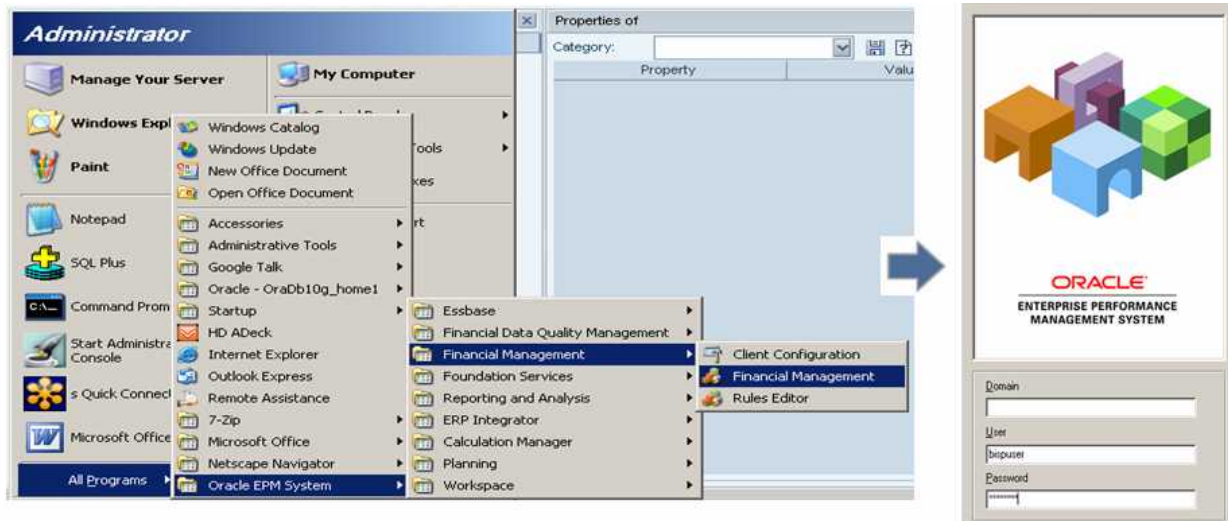 Administrator
Manage Your Server
Windows Expl
Paint
Notepad
SQL Plus
Command Prom
Start Administra
Console
s Quick Connect
Microsoft Office
All Programs
My Computer
Windows Catalog
Windows Update
New Office Document
Open Office Document
Accessories
Administrative Tools
Google Talk
Oracle - OraDb10g_home1
Startup
HD ADeck
Internet Explorer
Outlook Express
Remote Assistance
7-Zip
Microsoft Office
Netscape Navigator
Oracle EPM System
Essbase
Financial Data Quality Management
Financial Management
Foundation Services
Reporting and Analysis
ERP Integrator
Calculation Manager
Planning
Workspace
Client Configuration
Financial Management
Rules Editor
Properties of
Category:
Property
Valu
ORACLE
ENTERPRISE PERFORMANCE
MANAGEMENT SYSTEM
Domain
User
bispuser
Password